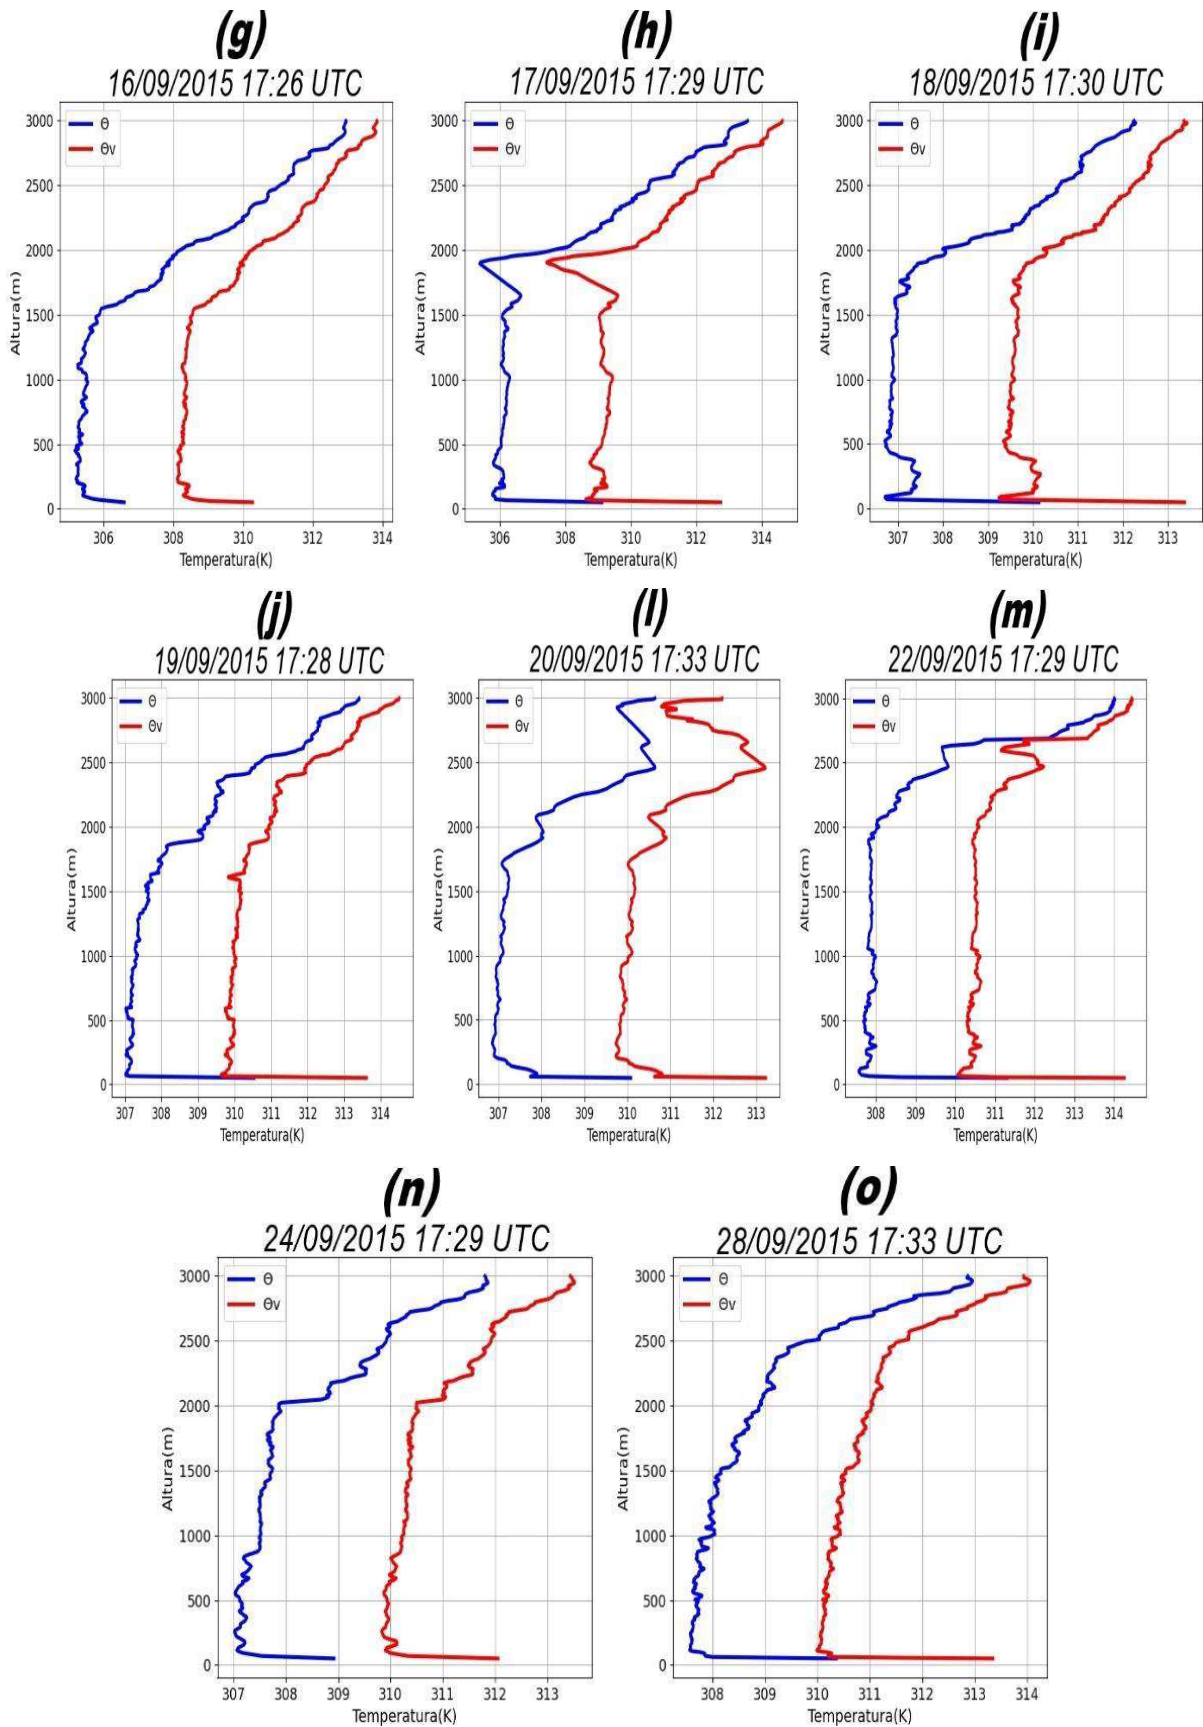 (g)
16/09/2015 17:26 UTC
Θ
Θv
3000
2500
2000
1500
1000
500
0
Altura(m)
306 308 310 312 314
Temperatura(K)
(h)
17/09/2015 17:29 UTC
Θ
Θv
3000
2500
2000
1500
1000
500
0
Altura(m)
306 308 310 312 314
Temperatura(K)
(i)
18/09/2015 17:30 UTC
Θ
Θv
3000
2500
2000
1500
1000
500
0
Altura(m)
307 308 309 310 311 312 313
Temperatura(K)
(j)
19/09/2015 17:28 UTC
Θ
Θv
3000
2500
2000
1500
1000
500
0
Altura(m)
307 308 309 310 311 312 313 314
Temperatura(K)
(l)
20/09/2015 17:33 UTC
Θ
Θv
3000
2500
2000
1500
1000
500
0
Altura(m)
307 308 309 310 311 312 313
Temperatura(K)
(m)
22/09/2015 17:29 UTC
Θ
Θv
3000
2500
2000
1500
1000
500
0
Altura(m)
308 309 310 311 312 313 314
Temperatura(K)
(n)
24/09/2015 17:29 UTC
Θ
Θv
3000
2500
2000
1500
1000
500
0
Altura(m)
307 308 309 310 311 312 313
Temperatura(K)
(o)
28/09/2015 17:33 UTC
Θ
Θv
3000
2500
2000
1500
1000
500
0
Altura(m)
308 309 310 311 312 313 314
Temperatura(K)